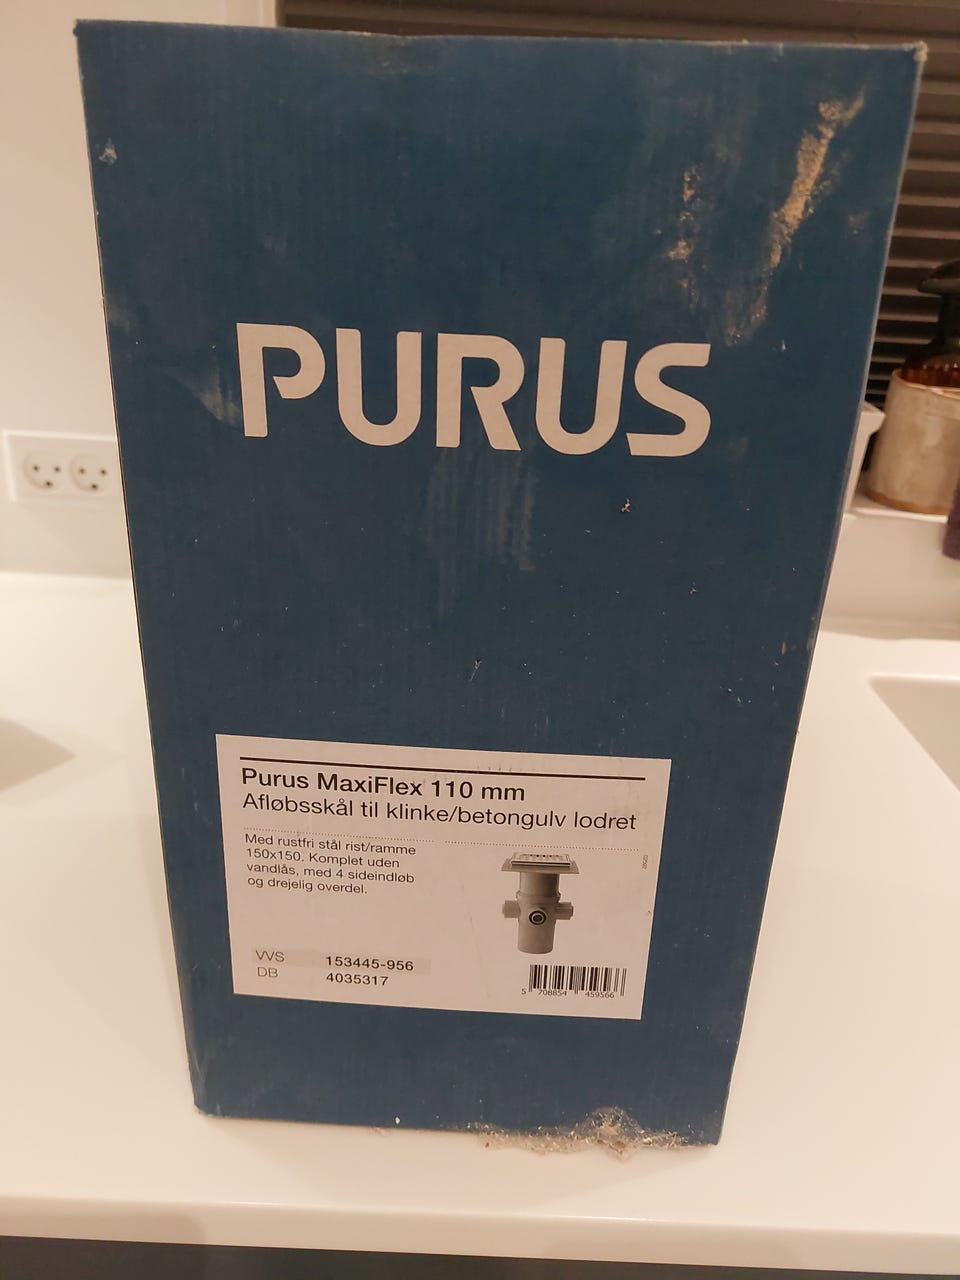 PURUS
Purus MaxiFlex 110 mm
Afløbsskål til klinke/betongulv lodret
Med rustfri stål rist/ramme
150x150. Komplet uden
vandlås, med 4 sideindløb
og drejelig overdel.
VVS 153445-956
DB 4035317
5 708854 459566